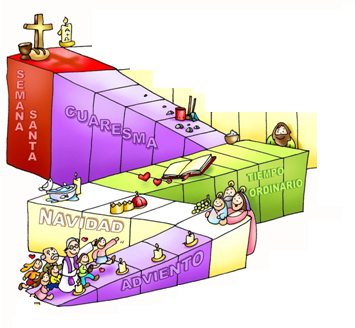 SEMANA
SANTA
CUARESMA
TIEMPO
ORDINARIO
NAVIDAD
ADVIENTO